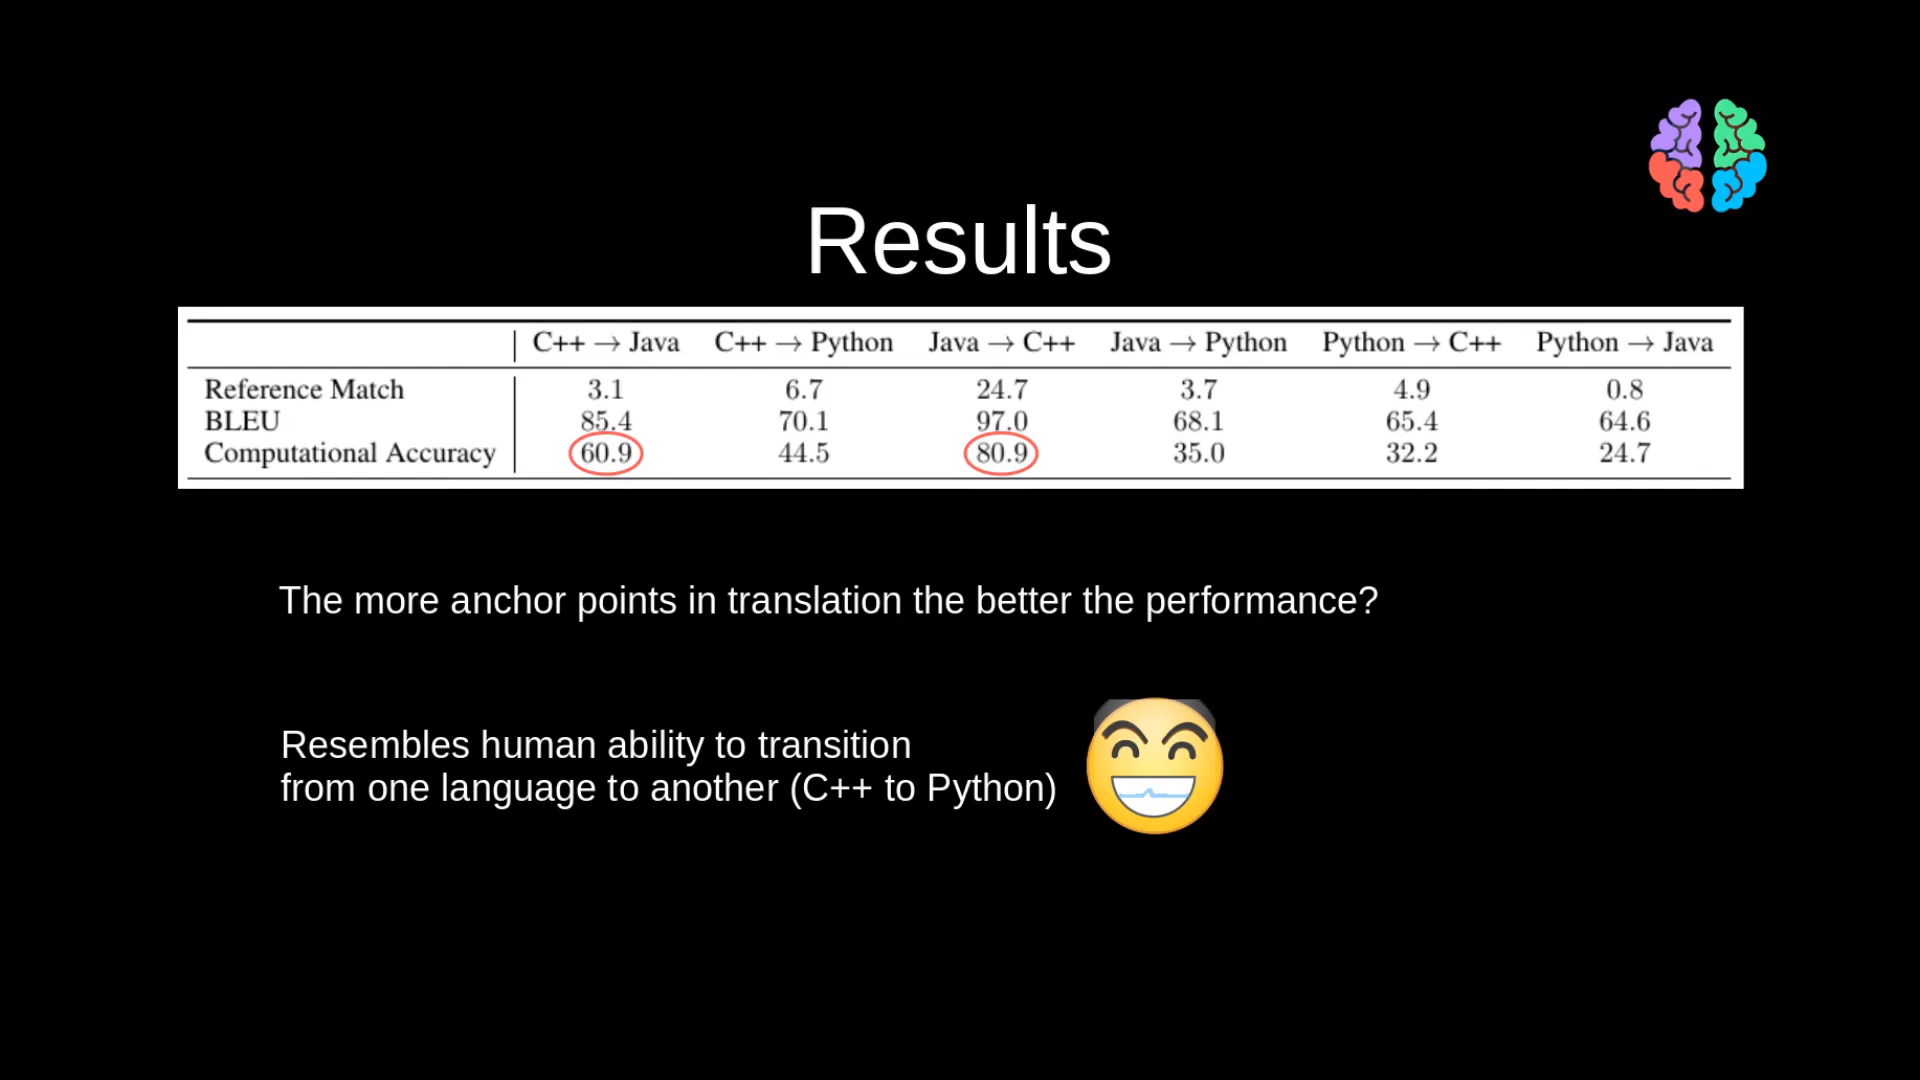 Results
C++ → Java C++ → Python Java → C++ Java → Python Python → C++ Python → Java
Reference Match 3.1 6.7 24.7 3.7 4.9 0.8
BLEU 85.4 70.1 97.0 68.1 65.4 64.6
Computational Accuracy 60.9 44.5 80.9 35.0 32.2 24.7
The more anchor points in translation the better the performance?
Resembles human ability to transition
from one language to another (C++ to Python)